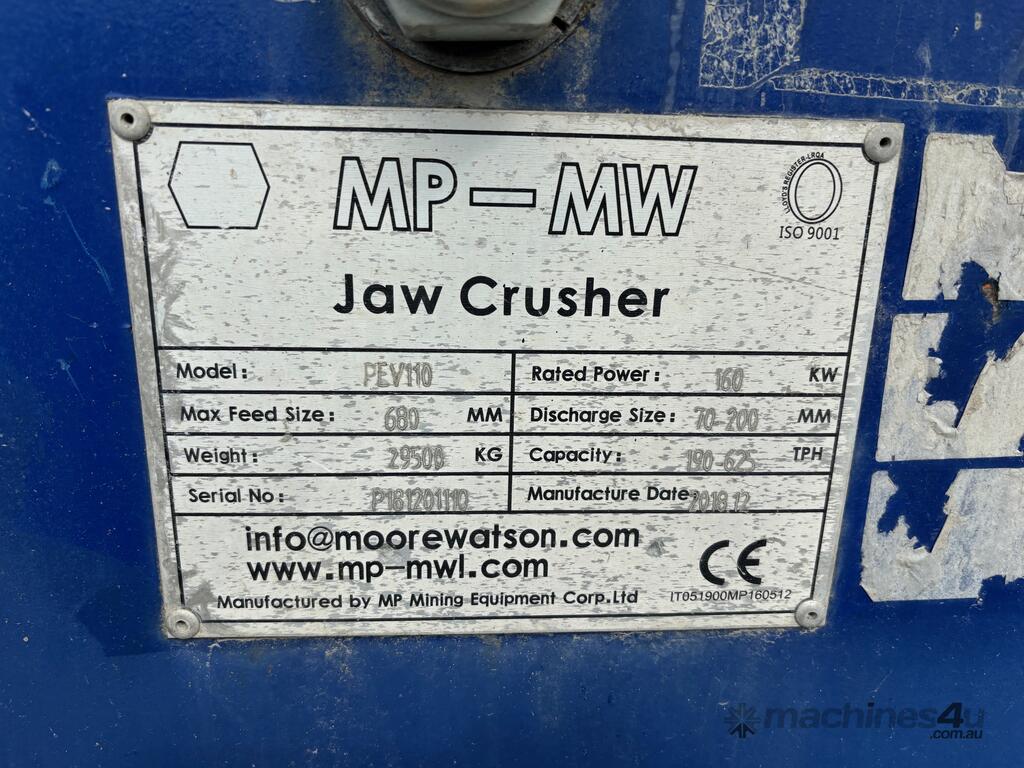 MP-MW
LLOYD'S REGISTER-LRQA
ISO 9001
Jaw Crusher
Model: PEV110 Rated Power: 160 KW
Max Feed Size: 680 MM Discharge Size: 70-200 MM
Weight: 29500 KG Capacity: 190-625 TPH
Serial No: P161201110 Manufacture Date: 2018.12
info@moorewatson.com
www.mp-mwl.com
CE
Manufactured by MP Mining Equipment Corp.Ltd IT051900MP160512
machines4u
.com.au